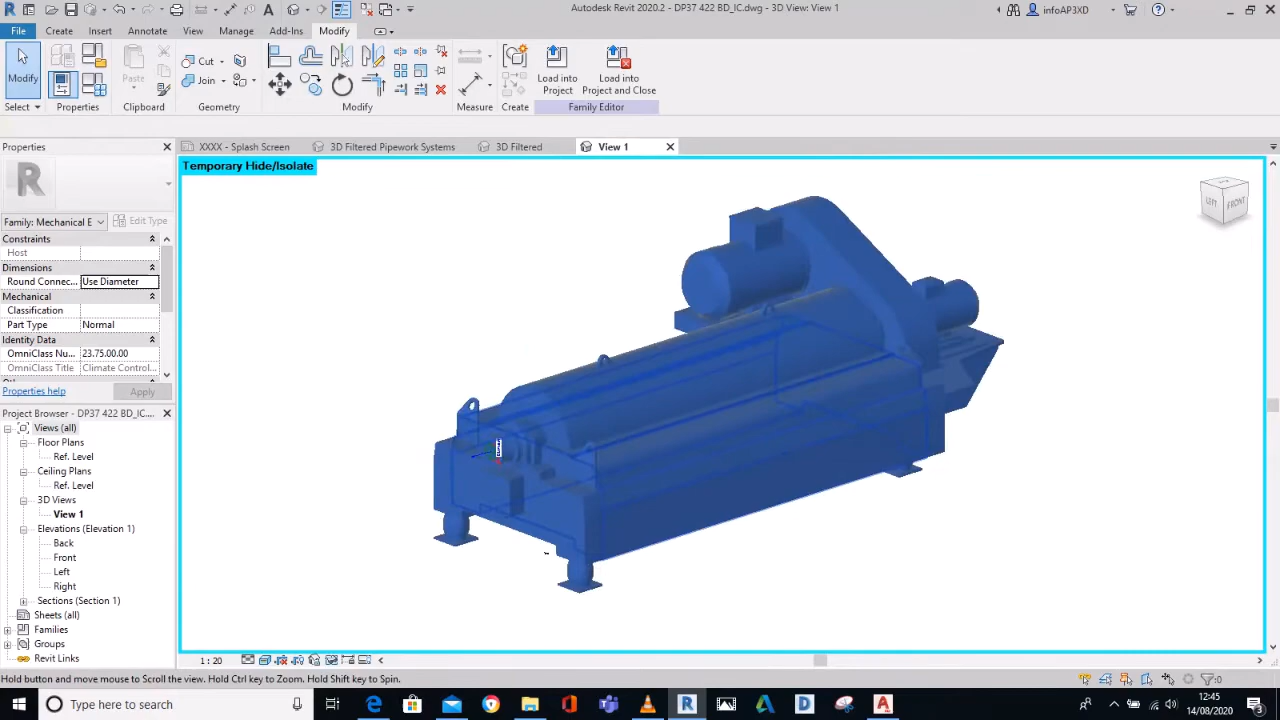 Autodesk Revit 2020.2 - DP37 422 BD_IC.dwg - 3D View: View 1
infoAP3XD
File
Create
Insert
Annotate
View
Manage
Add-Ins
Modify
Modify
Select
Properties
Paste
Clipboard
Cut
Join
Geometry
Modify
Measure
Create
Load into
Project
Load into
Project and Close
Family Editor
Properties
XXXX - Splash Screen
3D Filtered Pipework Systems
3D Filtered
View 1
Temporary Hide/Isolate
LEFT
FRONT
R
Family: Mechanical E
Edit Type
Constraints
Host
Dimensions
Round Connec... Use Diameter
Mechanical
Classification
Part Type Normal
Identity Data
OmniClass Nu... 23.75.00.00
OmniClass Title Climate Control...
Properties help
Apply
Project Browser - DP37 422 BD_IC....
Views (all)
Floor Plans
Ref. Level
Ceiling Plans
Ref. Level
3D Views
View 1
Elevations (Elevation 1)
Back
Front
Left
Right
Sections (Section 1)
Sheets (all)
Families
Groups
Revit Links
1 : 20
Hold button and move mouse to Scroll the view. Hold Ctrl key to Zoom. Hold Shift key to Spin.
:0
Type here to search
12:45
14/08/2020